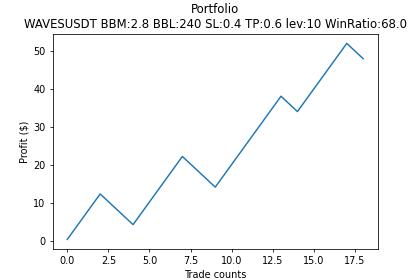 Portfolio
WAVESUSDT BBM:2.8 BBL:240 SL:0.4 TP:0.6 lev:10 WinRatio:68.0
50
40
30
20
10
0
Profit ($)
0.0 2.5 5.0 7.5 10.0 12.5 15.0 17.5
Trade counts